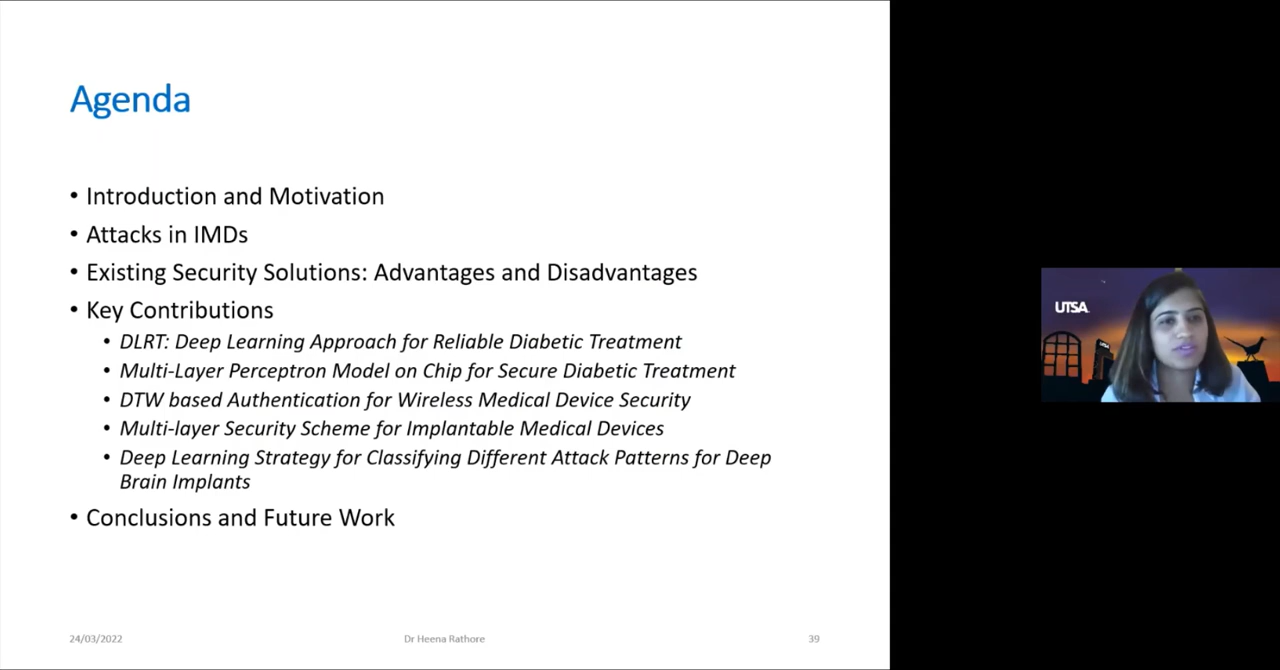 Agenda
• Introduction and Motivation
• Attacks in IMDs
• Existing Security Solutions: Advantages and Disadvantages
• Key Contributions
• DLRT: Deep Learning Approach for Reliable Diabetic Treatment
• Multi-Layer Perceptron Model on Chip for Secure Diabetic Treatment
• DTW based Authentication for Wireless Medical Device Security
• Multi-layer Security Scheme for Implantable Medical Devices
• Deep Learning Strategy for Classifying Different Attack Patterns for Deep
Brain Implants
• Conclusions and Future Work
24/03/2022
Dr Heena Rathore
39
UTSA